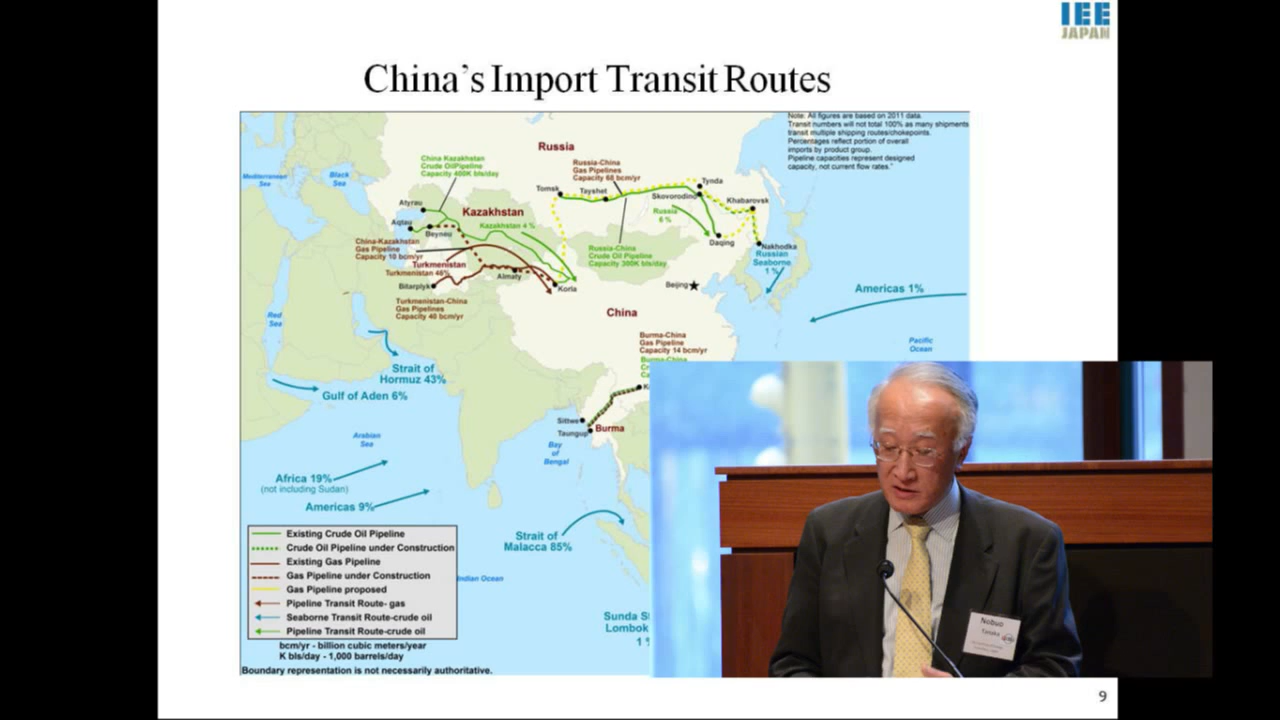 IEE
JAPAN
China's Import Transit Routes
Note: All figures are based on 2011 data.
Transit numbers will not total 100% as many shipments
transit multiple shipping routes/chokepoints.
Percentages reflect portion of overall
imports by product group.
Pipeline capacities represent designed
capacity, not current flow rates."
Russia
China Kazakhstan
Crude OilPipeline
Capacity 400K bls/day
Russia-China
Gas Pipelines
Capacity 68 bcm/yr
Mediterranean
Sea
Black
Sea
Tomsk
Tayshet
Tynda
Skovorodino
Khabarovsk
Atyrau
Kazakhstan
Aqtau
Beyneu
Kazakhstan 4 %
Russia
6 %
Daqing
Nakhodka
China-Kazakhstan
Gas Pipeline
Capacity 10 bcm/yr
Russia-China
Crude Oil Pipeline
Capacity 300K bls/day
Russian
Seaborne
1 %
Turkmenistan
Turkmenistan 46%
Almaty
Bitarplyk
Korla
Beijing
Americas 1%
Turkmenistan-China
Gas Pipelines
Capacity 40 bcm/yr
China
Red
Sea
Burma-China
Gas Pipeline
Capacity 14 bcm/yr
Burma-China
Pacific
Ocean
Strait of
Hormuz 43%
Gulf of Aden 6%
Sittwe
Taungup
Burma
Arabian
Sea
Bay
of
Bengal
Africa 19%
(not including Sudan)
Americas 9%
Strait of
Malacca 85%
Existing Crude Oil Pipeline
Crude Oil Pipeline under Construction
Existing Gas Pipeline
Gas Pipeline under Construction
Gas Pipeline proposed
Pipeline Transit Route- gas
Seaborne Transit Route-crude oil
Pipeline Transit Route-crude oil
Indian Ocean
bcm/yr - billion cubic meters/year
K bls/day - 1,000 barrels/day
Boundary representation is not necessarily authoritative.
Sunda
Lombok
1
Nobuo
Tanaka
9